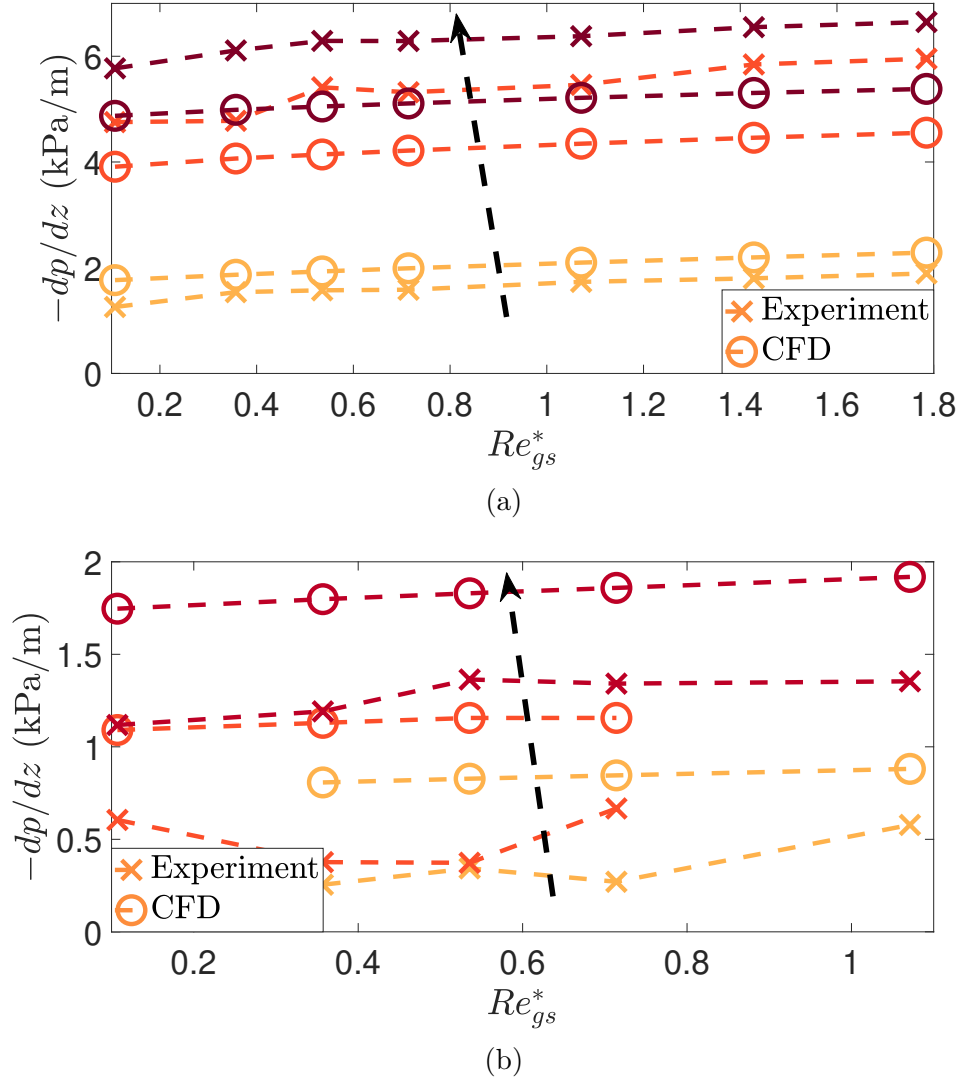 6
4
2
0
−dp/dz (kPa/m)
0.2 0.4 0.6 0.8 1 1.2 1.4 1.6 1.8
Re*gs
Experiment
CFD
(a)
2
1.5
1
0.5
0
−dp/dz (kPa/m)
Experiment
CFD
0.2 0.4 0.6 0.8 1
Re*gs
(b)